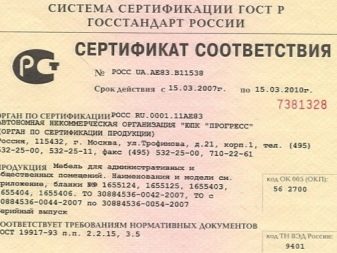 СИСТЕМА СЕРТИФИКАЦИИ ГОСТ Р
ГОССТАНДАРТ РОССИИ
СЕРТИФИКАТ СООТВЕТСТВИЯ
№ РОСС UA.AE83.B11538
Срок действия с 15.03.2007г. по 15.03.2010г.
7381328
ОРГАН ПО СЕРТИФИКАЦИИ РОСС RU.0001.11АЕ83
АВТОНОМНАЯ НЕКОММЕРЧЕСКАЯ ОРГАНИЗАЦИЯ "ЮПК "ПРОГРЕСС"
(ОРГАН ПО СЕРТИФИКАЦИИ ПРОДУКЦИИ)
Россия, 115432, г. Москва, ул.Трофимова, д.21, корп.1, тел. (495)
532-25-00, 532-25-11, факс (495) 532-25-00, 710-22-61
ПРОДУКЦИЯ Мебель для административных и
общественных помещений. Наименования и модели см.
приложение, бланки №№ 1655124, 1655125, 1655403,
1655404, 1655406. ТО 30884536-0042-2007, ТО с
30884536-0044-2007 по 30884536-0054-2007
серийный выпуск
код ОК 005 (ОКП):
56 2700
СООТВЕТСТВУЕТ ТРЕБОВАНИЯМ НОРМАТИВНЫХ ДОКУМЕНТОВ
ГОСТ 19917-93 п.п. 2.2.15, 3.5
код ТН ВЭД России:
9401